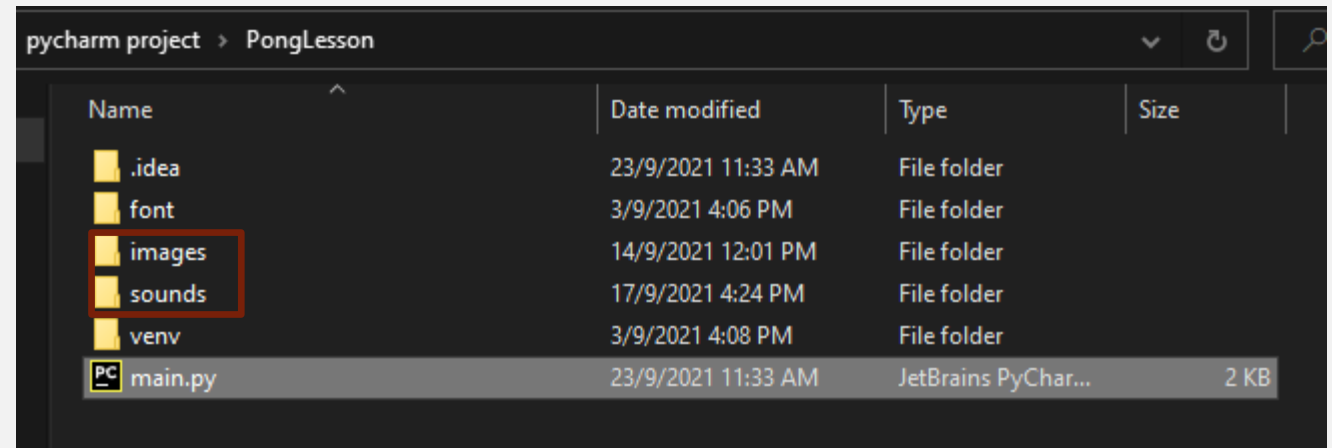 pycharm project > PongLesson
Name Date modified Type Size
.idea 23/9/2021 11:33 AM File folder
font 3/9/2021 4:06 PM File folder
images 14/9/2021 12:01 PM File folder
sounds 17/9/2021 4:24 PM File folder
venv 3/9/2021 4:08 PM File folder
PC main.py 23/9/2021 11:33 AM JetBrains PyChar... 2 KB